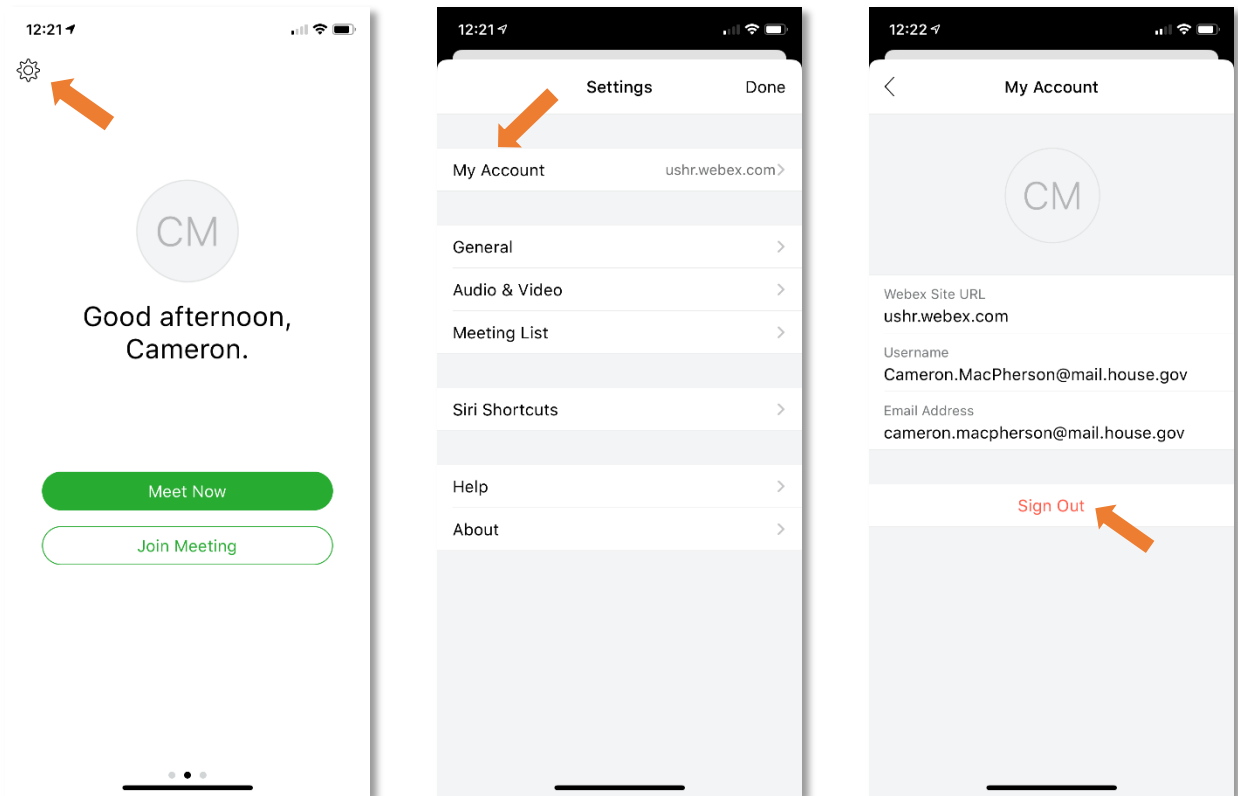 12:21
CM
Good afternoon,
Cameron.
Meet Now
Join Meeting
12:21
Settings
Done
My Account
ushr.webex.com
General
Audio & Video
Meeting List
Siri Shortcuts
Help
About
12:22
My Account
CM
Webex Site URL
ushr.webex.com
Username
Cameron.MacPherson@mail.house.gov
Email Address
cameron.macpherson@mail.house.gov
Sign Out